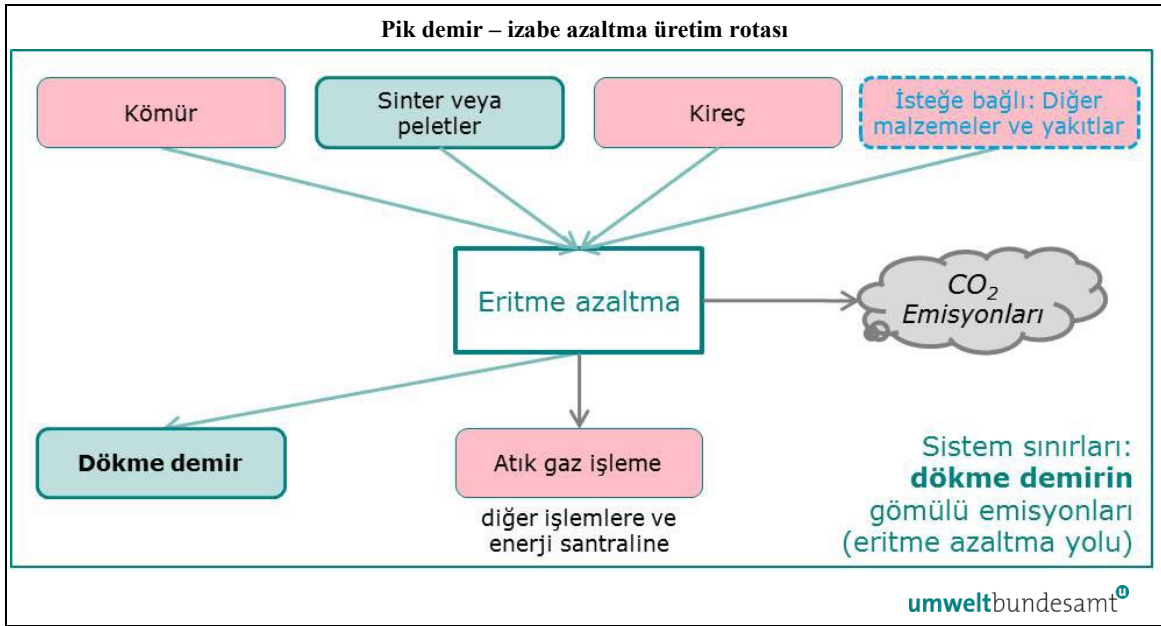 Pik demir – izabe azaltma üretim rotası
Kömür
Sinter veya
peletler
Kireç
İsteğe bağlı: Diğer
malzemeler ve yakıtlar
Eritme azaltma
CO2
Emisyonları
Dökme demir
Atık gaz işleme
diğer işlemlere ve
enerji santraline
Sistem sınırları:
dökme demirin
gömülü emisyonları
(eritme azaltma yolu)
umweltbundesamt u